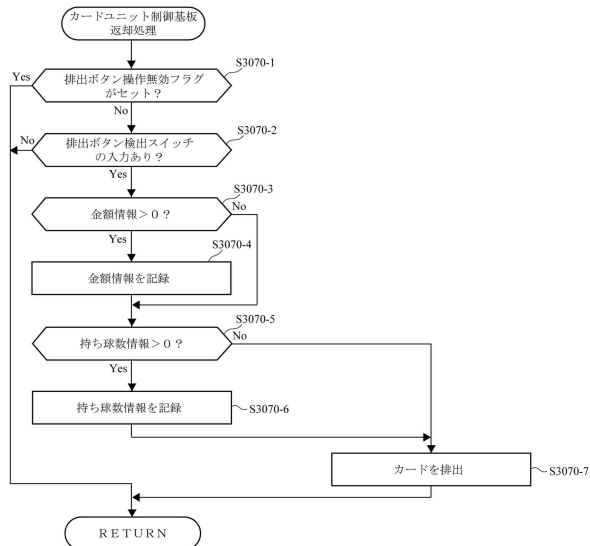 カードユニット制御基板
返却処理
S3070-1
Yes
排出ボタン操作無効フラグ
がセット？
No
S3070-2
No
排出ボタン検出スイッチ
の入力あり？
Yes
S3070-3
金額情報＞０？
No
Yes
S3070-4
金額情報を記録
S3070-5
持ち球数情報＞０？
No
Yes
持ち球数情報を記録
S3070-6
カードを排出
S3070-7
ＲＥＴＵＲＮ